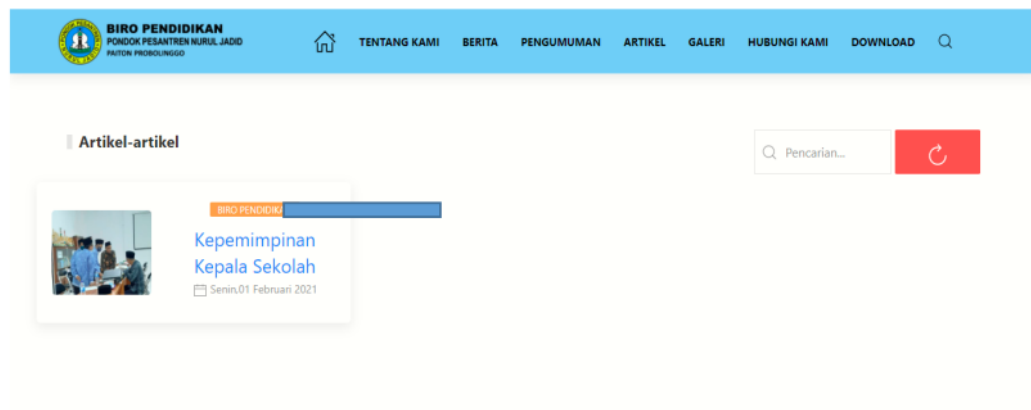 BIRO PENDIDIKAN
PONDOK PESANTREN NURUL JADID
PAITON PROBOLINGGO
TENTANG KAMI BERITA PENGUMUMAN ARTIKEL GALERI HUBUNGI KAMI DOWNLOAD
Artikel-artikel
Pencarian...
BIRO PENDIDIKA
Kepemimpinan
Kepala Sekolah
Senin,01 Februari 2021